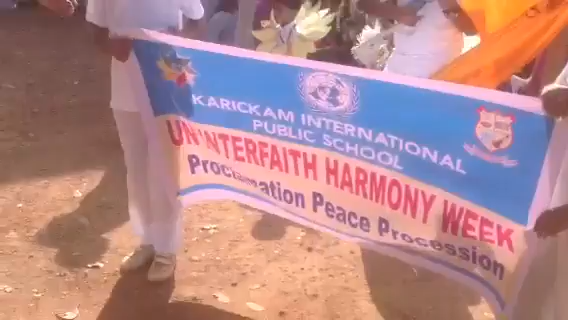 KARICKAM INTERNATIONAL
PUBLIC SCHOOL
UN INTERFAITH HARMONY WEEK
Proclamation Peace Procession